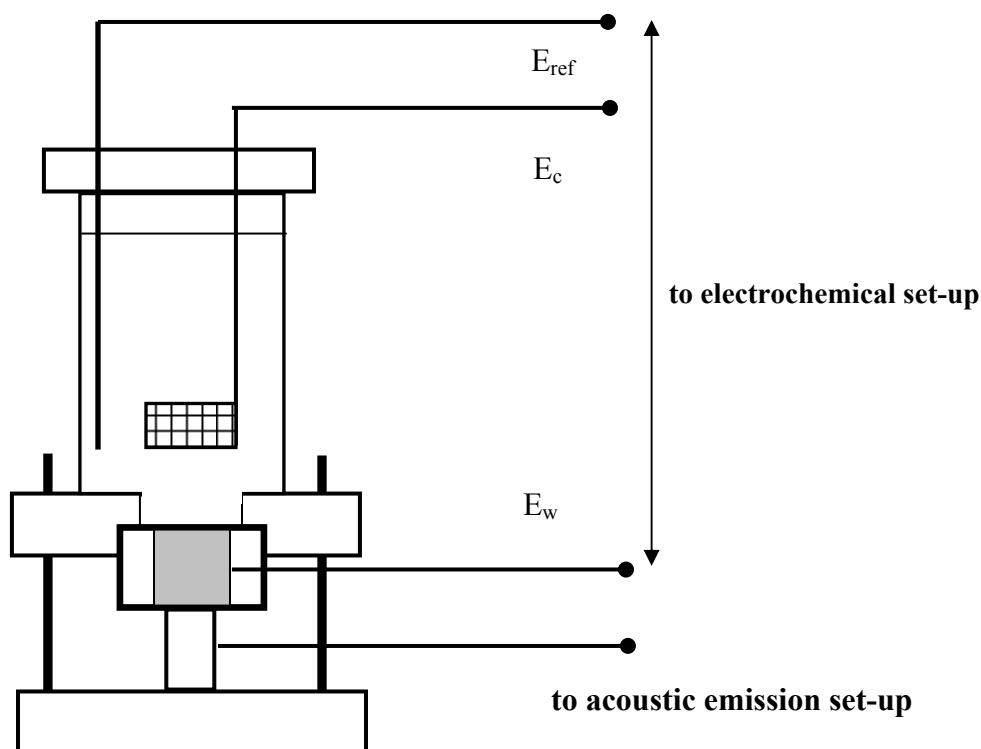 E_ref
E_c
to electrochemical set-up
E_w
to acoustic emission set-up